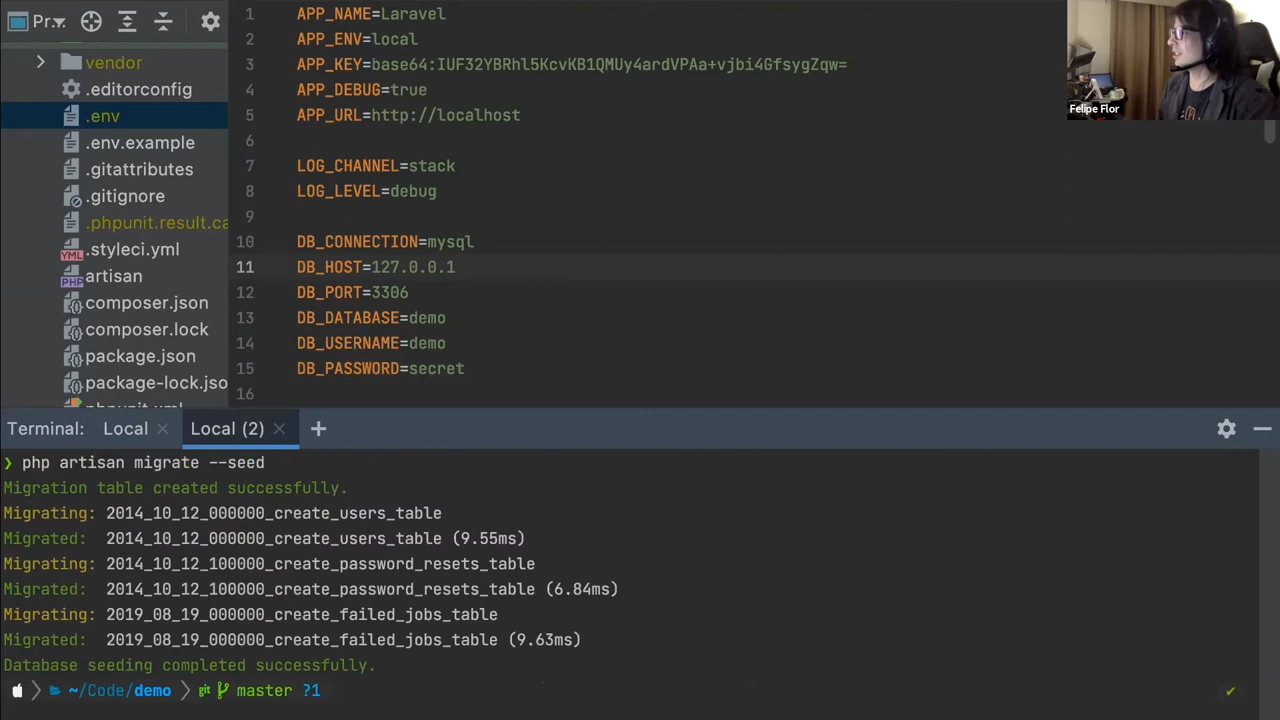 Pr...
vendor
.editorconfig
.env
.env.example
.gitattributes
.gitignore
.phpunit.result.ca
.styleci.yml
artisan
composer.json
composer.lock
package.json
package-lock.jso
1 APP_NAME=Laravel
2 APP_ENV=local
3 APP_KEY=base64:IUF32YBRhl5KcvKB1QMUy4ardVPAa+vjbi4GfsygZqw=
4 APP_DEBUG=true
5 APP_URL=http://localhost
6
7 LOG_CHANNEL=stack
8 LOG_LEVEL=debug
9
10 DB_CONNECTION=mysql
11 DB_HOST=127.0.0.1
12 DB_PORT=3306
13 DB_DATABASE=demo
14 DB_USERNAME=demo
15 DB_PASSWORD=secret
16
Felipe Flor
Terminal: Local Local (2)
❯ php artisan migrate --seed
Migration table created successfully.
Migrating: 2014_10_12_000000_create_users_table
Migrated: 2014_10_12_000000_create_users_table (9.55ms)
Migrating: 2014_10_12_100000_create_password_resets_table
Migrated: 2014_10_12_100000_create_password_resets_table (6.84ms)
Migrating: 2019_08_19_000000_create_failed_jobs_table
Migrated: 2019_08_19_000000_create_failed_jobs_table (9.63ms)
Database seeding completed successfully.
~/Code/demo git master ?1 ✔